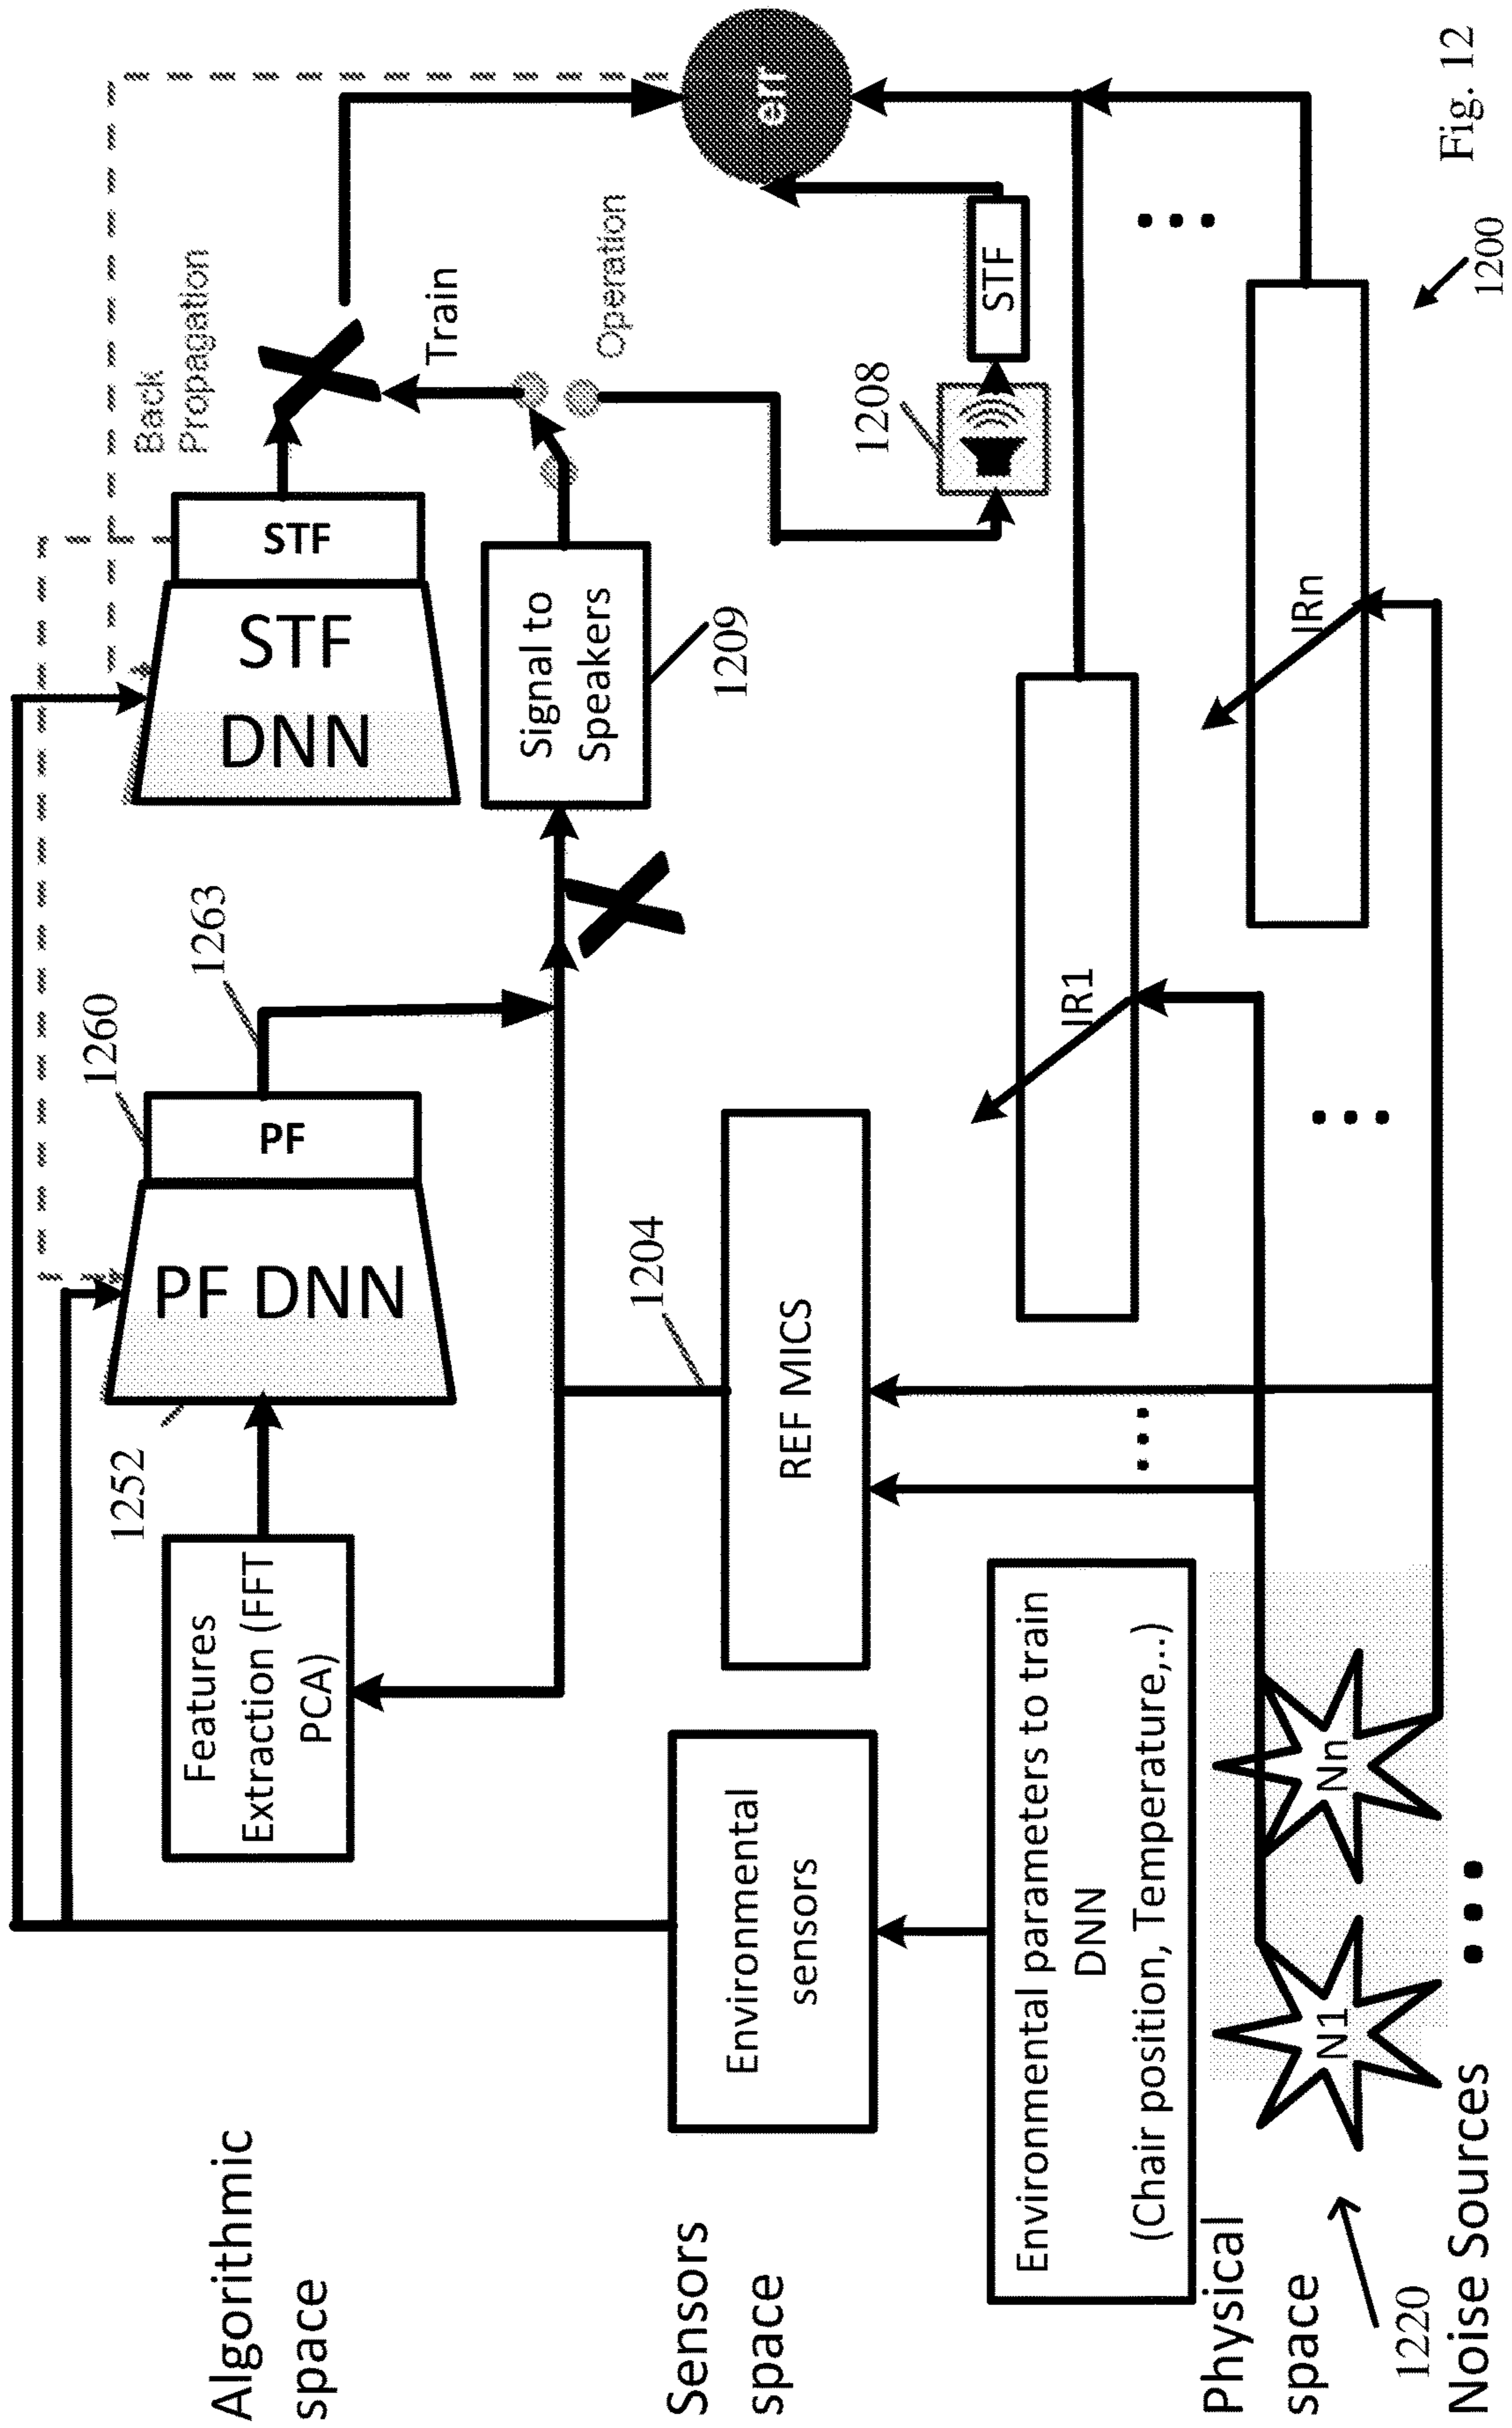 Algorithmic
space
Sensors
space
Physical
space
1220
Noise Sources
Features
Extraction (FFT
PCA)
1252
PF DNN
PF
1260
1263
STF
DNN
STF
Back
Propagation
Signal to
Speakers
1209
Train
Operation
err
Environmental
sensors
REF MICS
1204
1208
STF
Environmental parameters to train
DNN
(Chair position, Temperature,..)
IR1
IRn
...
...
...
N1
Nn
...
1200
Fig. 12